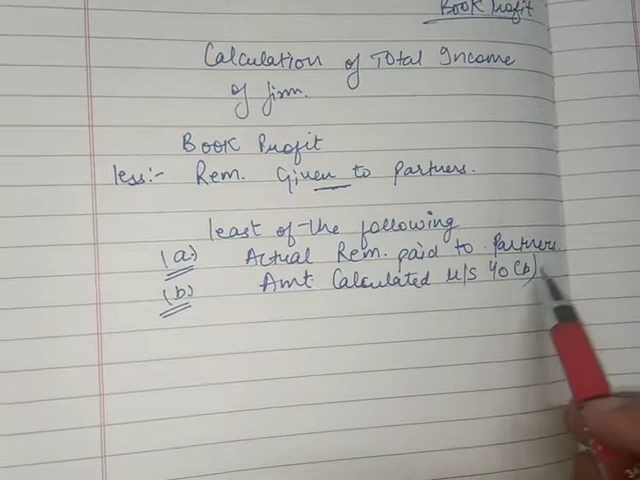 Book Profit
Calculation of Total Income
of firm.
Book Profit
less:- Rem. Given to Partners.
least of the following
(a) Actual Rem. paid to Partners
(b) Amt Calculated u/s 40(b)